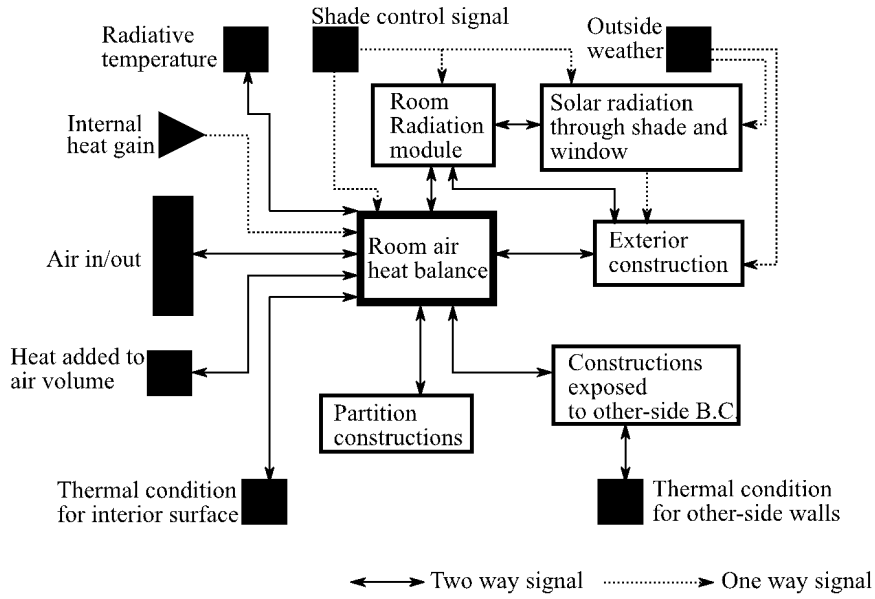 Shade control signal
Radiative
temperature
Outside
weather
Internal
heat gain
Room
Radiation
module
Solar radiation
through shade and
window
Air in/out
Room air
heat balance
Exterior
construction
Heat added to
air volume
Partition
constructions
Constructions
exposed
to other-side B.C.
Thermal condition
for interior surface
Thermal condition
for other-side walls
Two way signal
One way signal